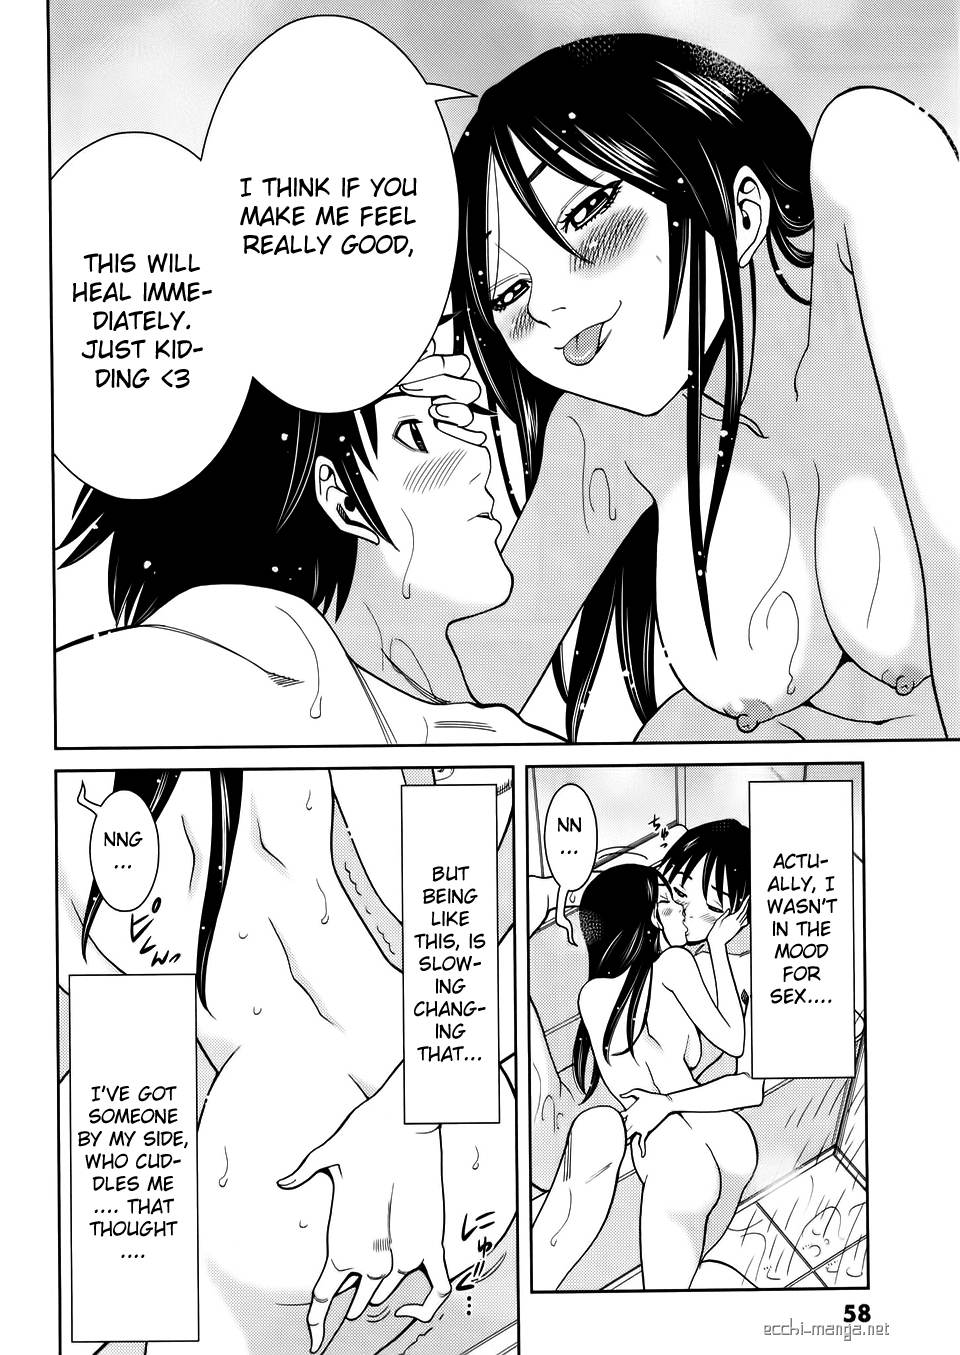 I THINK IF YOU
MAKE ME FEEL
REALLY GOOD,
THIS WILL
HEAL IMME-
DIATELY.
JUST KID-
DING <3
NN
...
ちゅ
ACTU-
ALLY, I
WASN'T
IN THE
MOOD
FOR
SEX....
BUT
BEING
LIKE
THIS, IS
SLOW-
ING
CHANG-
ING
THAT...
NNG
...
I'VE GOT
SOMEONE
BY MY SIDE,
WHO CUD-
DLES ME
.... THAT
THOUGHT
....
58
ecchi-manga.net